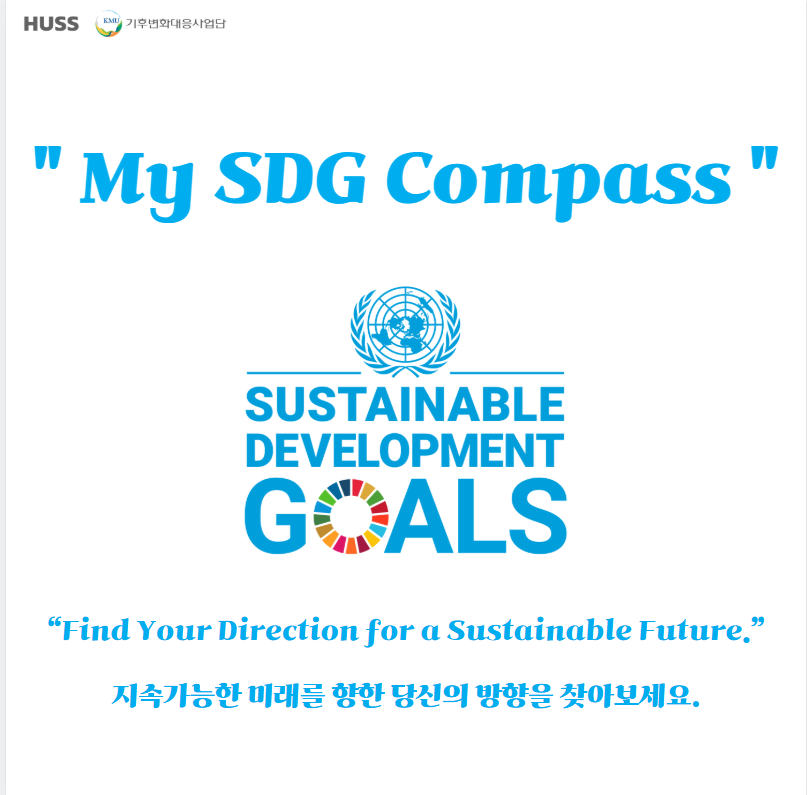 HUSS KMU 기후변화대응사업단
" My SDG Compass "
SUSTAINABLE
DEVELOPMENT
GOALS
“Find Your Direction for a Sustainable Future.”
지속가능한 미래를 향한 당신의 방향을 찾아보세요.